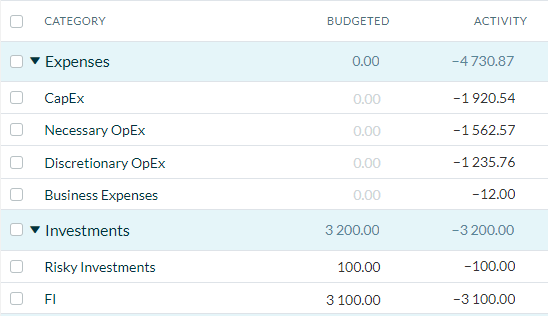 CATEGORY BUDGETED ACTIVITY
Expenses 0.00 −4 730.87
CapEx 0.00 −1 920.54
Necessary OpEx 0.00 −1 562.57
Discretionary OpEx 0.00 −1 235.76
Business Expenses 0.00 −12.00
Investments 3 200.00 −3 200.00
Risky Investments 100.00 −100.00
FI 3 100.00 −3 100.00